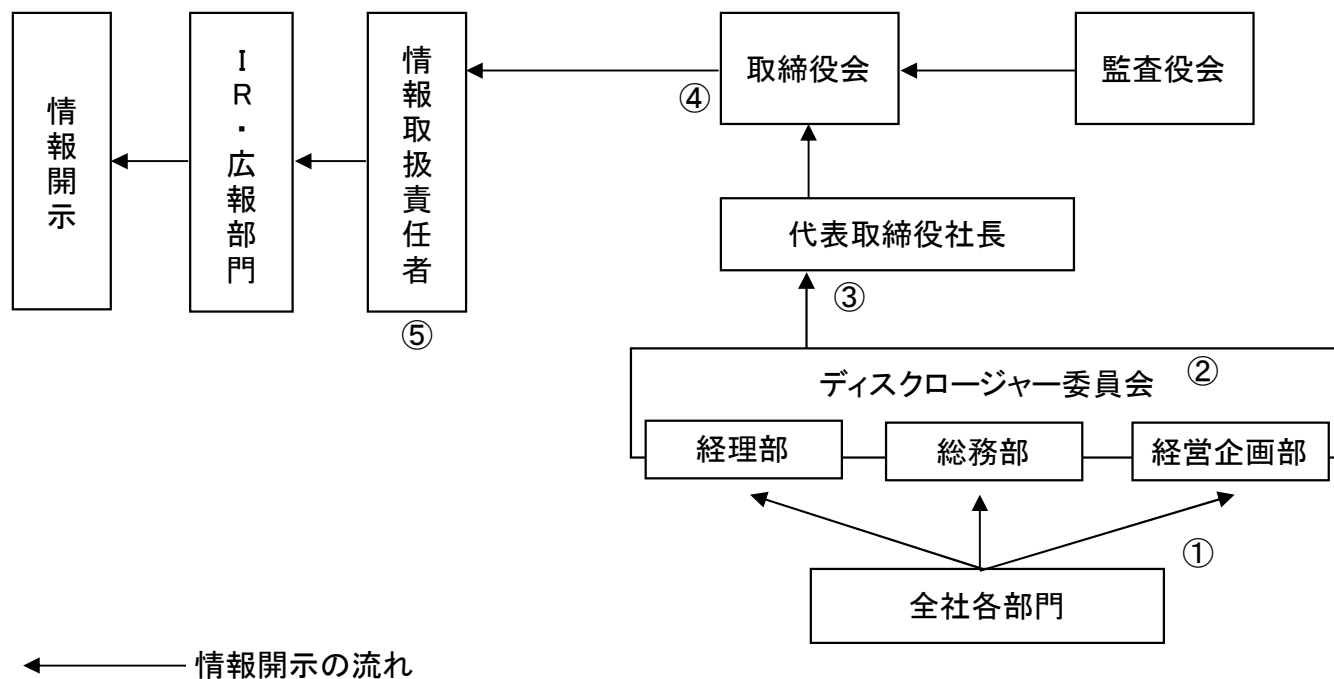 情報開示
IR・広報部門
情報取扱責任者
⑤
取締役会
④
監査役会
代表取締役社長
③
ディスクロージャー委員会
②
経理部
総務部
経営企画部
①
全社各部門
情報開示の流れ